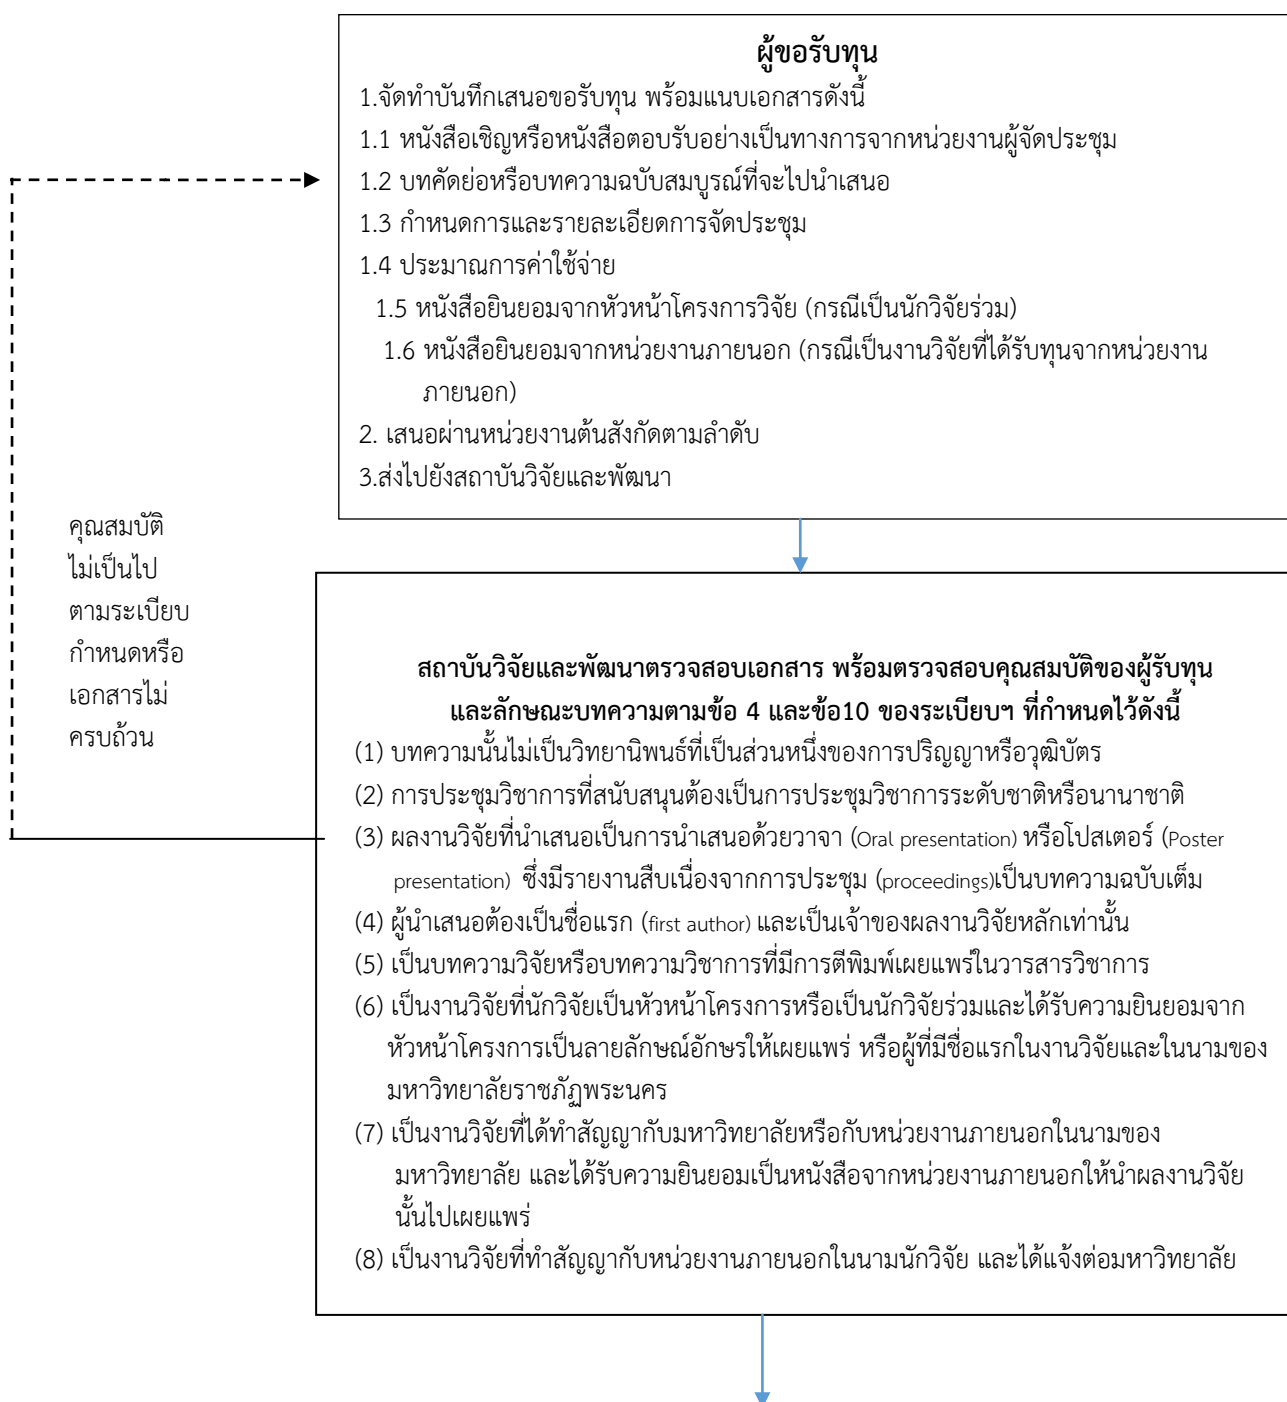 ผู้ขอรับทุน
1.จัดทำบันทึกเสนอขอรับทุน พร้อมแนบเอกสารดังนี้
1.1 หนังสือเชิญหรือหนังสือตอบรับอย่างเป็นทางการจากหน่วยงานผู้จัดประชุม
1.2 บทคัดย่อหรือบทความฉบับสมบูรณ์ที่จะไปนำเสนอ
1.3 กำหนดการและรายละเอียดการจัดประชุม
1.4 ประมาณการค่าใช้จ่าย
1.5 หนังสือยินยอมจากหัวหน้าโครงการวิจัย (กรณีเป็นนักวิจัยร่วม)
1.6 หนังสือยินยอมจากหน่วยงานภายนอก (กรณีเป็นงานวิจัยที่ได้รับทุนจากหน่วยงาน
ภายนอก)
2. เสนอผ่านหน่วยงานต้นสังกัดตามลำดับ
3.ส่งไปยังสถาบันวิจัยและพัฒนา
คุณสมบัติ
ไม่เป็นไป
ตามระเบียบ
กำหนดหรือ
เอกสารไม่
ครบถ้วน
สถาบันวิจัยและพัฒนาตรวจสอบเอกสาร พร้อมตรวจสอบคุณสมบัติของผู้รับทุน
และลักษณะบทความตามข้อ 4 และข้อ10 ของระเบียบฯ ที่กำหนดไว้ดังนี้
(1) บทความนั้นไม่เป็นวิทยานิพนธ์ที่เป็นส่วนหนึ่งของการปริญญาหรือวุฒิบัตร
(2) การประชุมวิชาการที่สนับสนุนต้องเป็นการประชุมวิชาการระดับชาติหรือนานาชาติ
(3) ผลงานวิจัยที่นำเสนอเป็นการนำเสนอด้วยวาจา (Oral presentation) หรือโปสเตอร์ (Poster
presentation) ซึ่งมีรายงานสืบเนื่องจากการประชุม (proceedings)เป็นบทความฉบับเต็ม
(4) ผู้นำเสนอต้องเป็นชื่อแรก (first author) และเป็นเจ้าของผลงานวิจัยหลักเท่านั้น
(5) เป็นบทความวิจัยหรือบทความวิชาการที่มีการตีพิมพ์เผยแพร่ในวารสารวิชาการ
(6) เป็นงานวิจัยที่นักวิจัยเป็นหัวหน้าโครงการหรือเป็นนักวิจัยร่วมและได้รับความยินยอมจาก
หัวหน้าโครงการเป็นลายลักษณ์อักษรให้เผยแพร่ หรือผู้ที่มีชื่อแรกในงานวิจัยและในนามของ
มหาวิทยาลัยราชภัฏพระนคร
(7) เป็นงานวิจัยที่ได้ทำสัญญากับมหาวิทยาลัยหรือกับหน่วยงานภายนอกในนามของ
มหาวิทยาลัย และได้รับความยินยอมเป็นหนังสือจากหน่วยงานภายนอกให้นำผลงานวิจัย
นั้นไปเผยแพร่
(8) เป็นงานวิจัยที่ทำสัญญากับหน่วยงานภายนอกในนามนักวิจัย และได้แจ้งต่อมหาวิทยาลัย